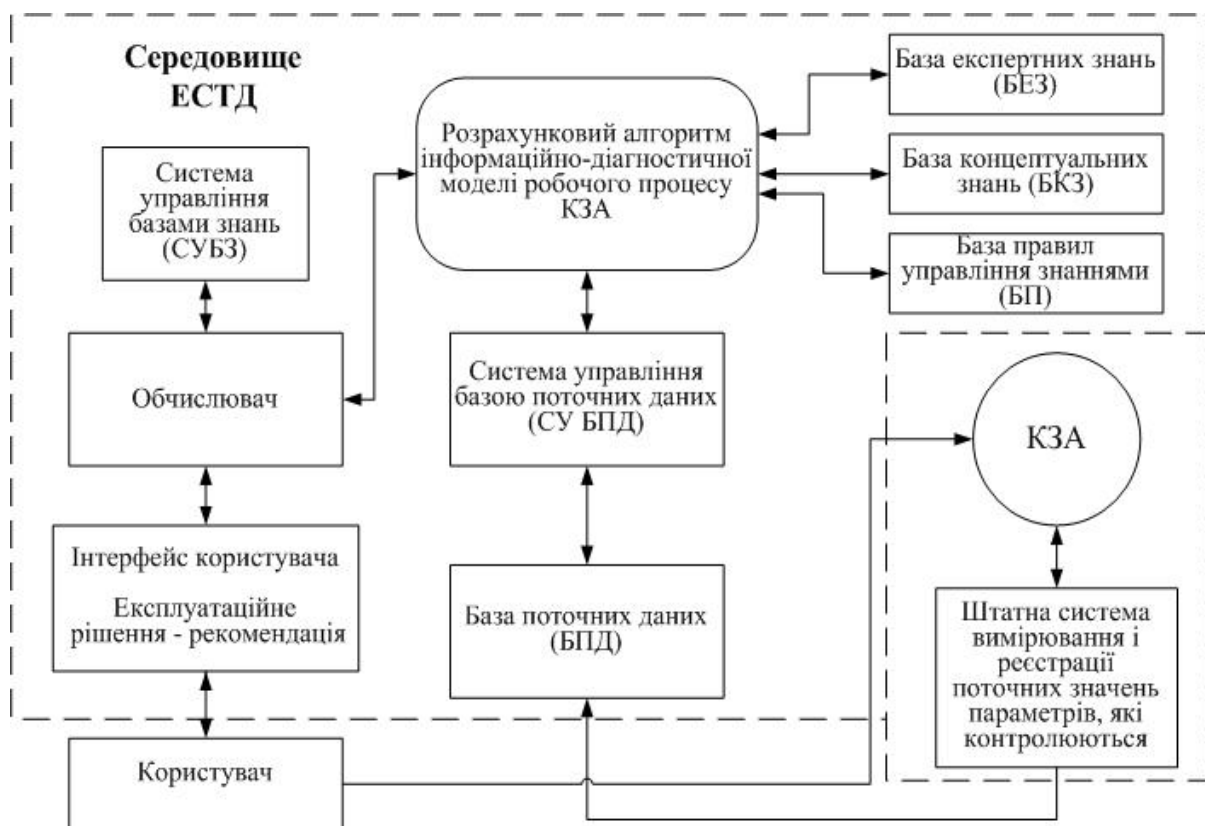 Середовище
ЕСТД
Система
управління
базами знань
(СУБЗ)
Обчислювач
Інтерфейс користувача
Експлуатаційне
рішення - рекомендація
Користувач
Розрахунковий алгоритм
інформаційно-діагностичної
моделі робочого процесу
КЗА
Система управління
базою поточних даних
(СУ БПД)
База поточних даних
(БПД)
База експертних знань
(БЕЗ)
База концептуальних
знань (БКЗ)
База правил
управління знаннями
(БП)
КЗА
Штатна система
вимірювання і
реєстрації
поточних значень
параметрів, які
контролюються